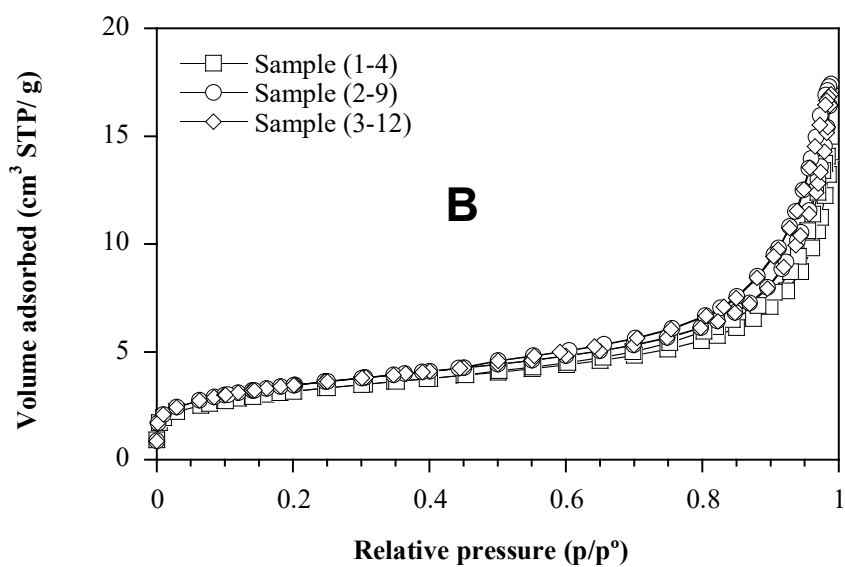 20
15
10
5
0
Volume adsorbed (cm³ STP/ g)
Sample (1-4)
Sample (2-9)
Sample (3-12)
B
0 0.2 0.4 0.6 0.8 1
Relative pressure (p/pº)